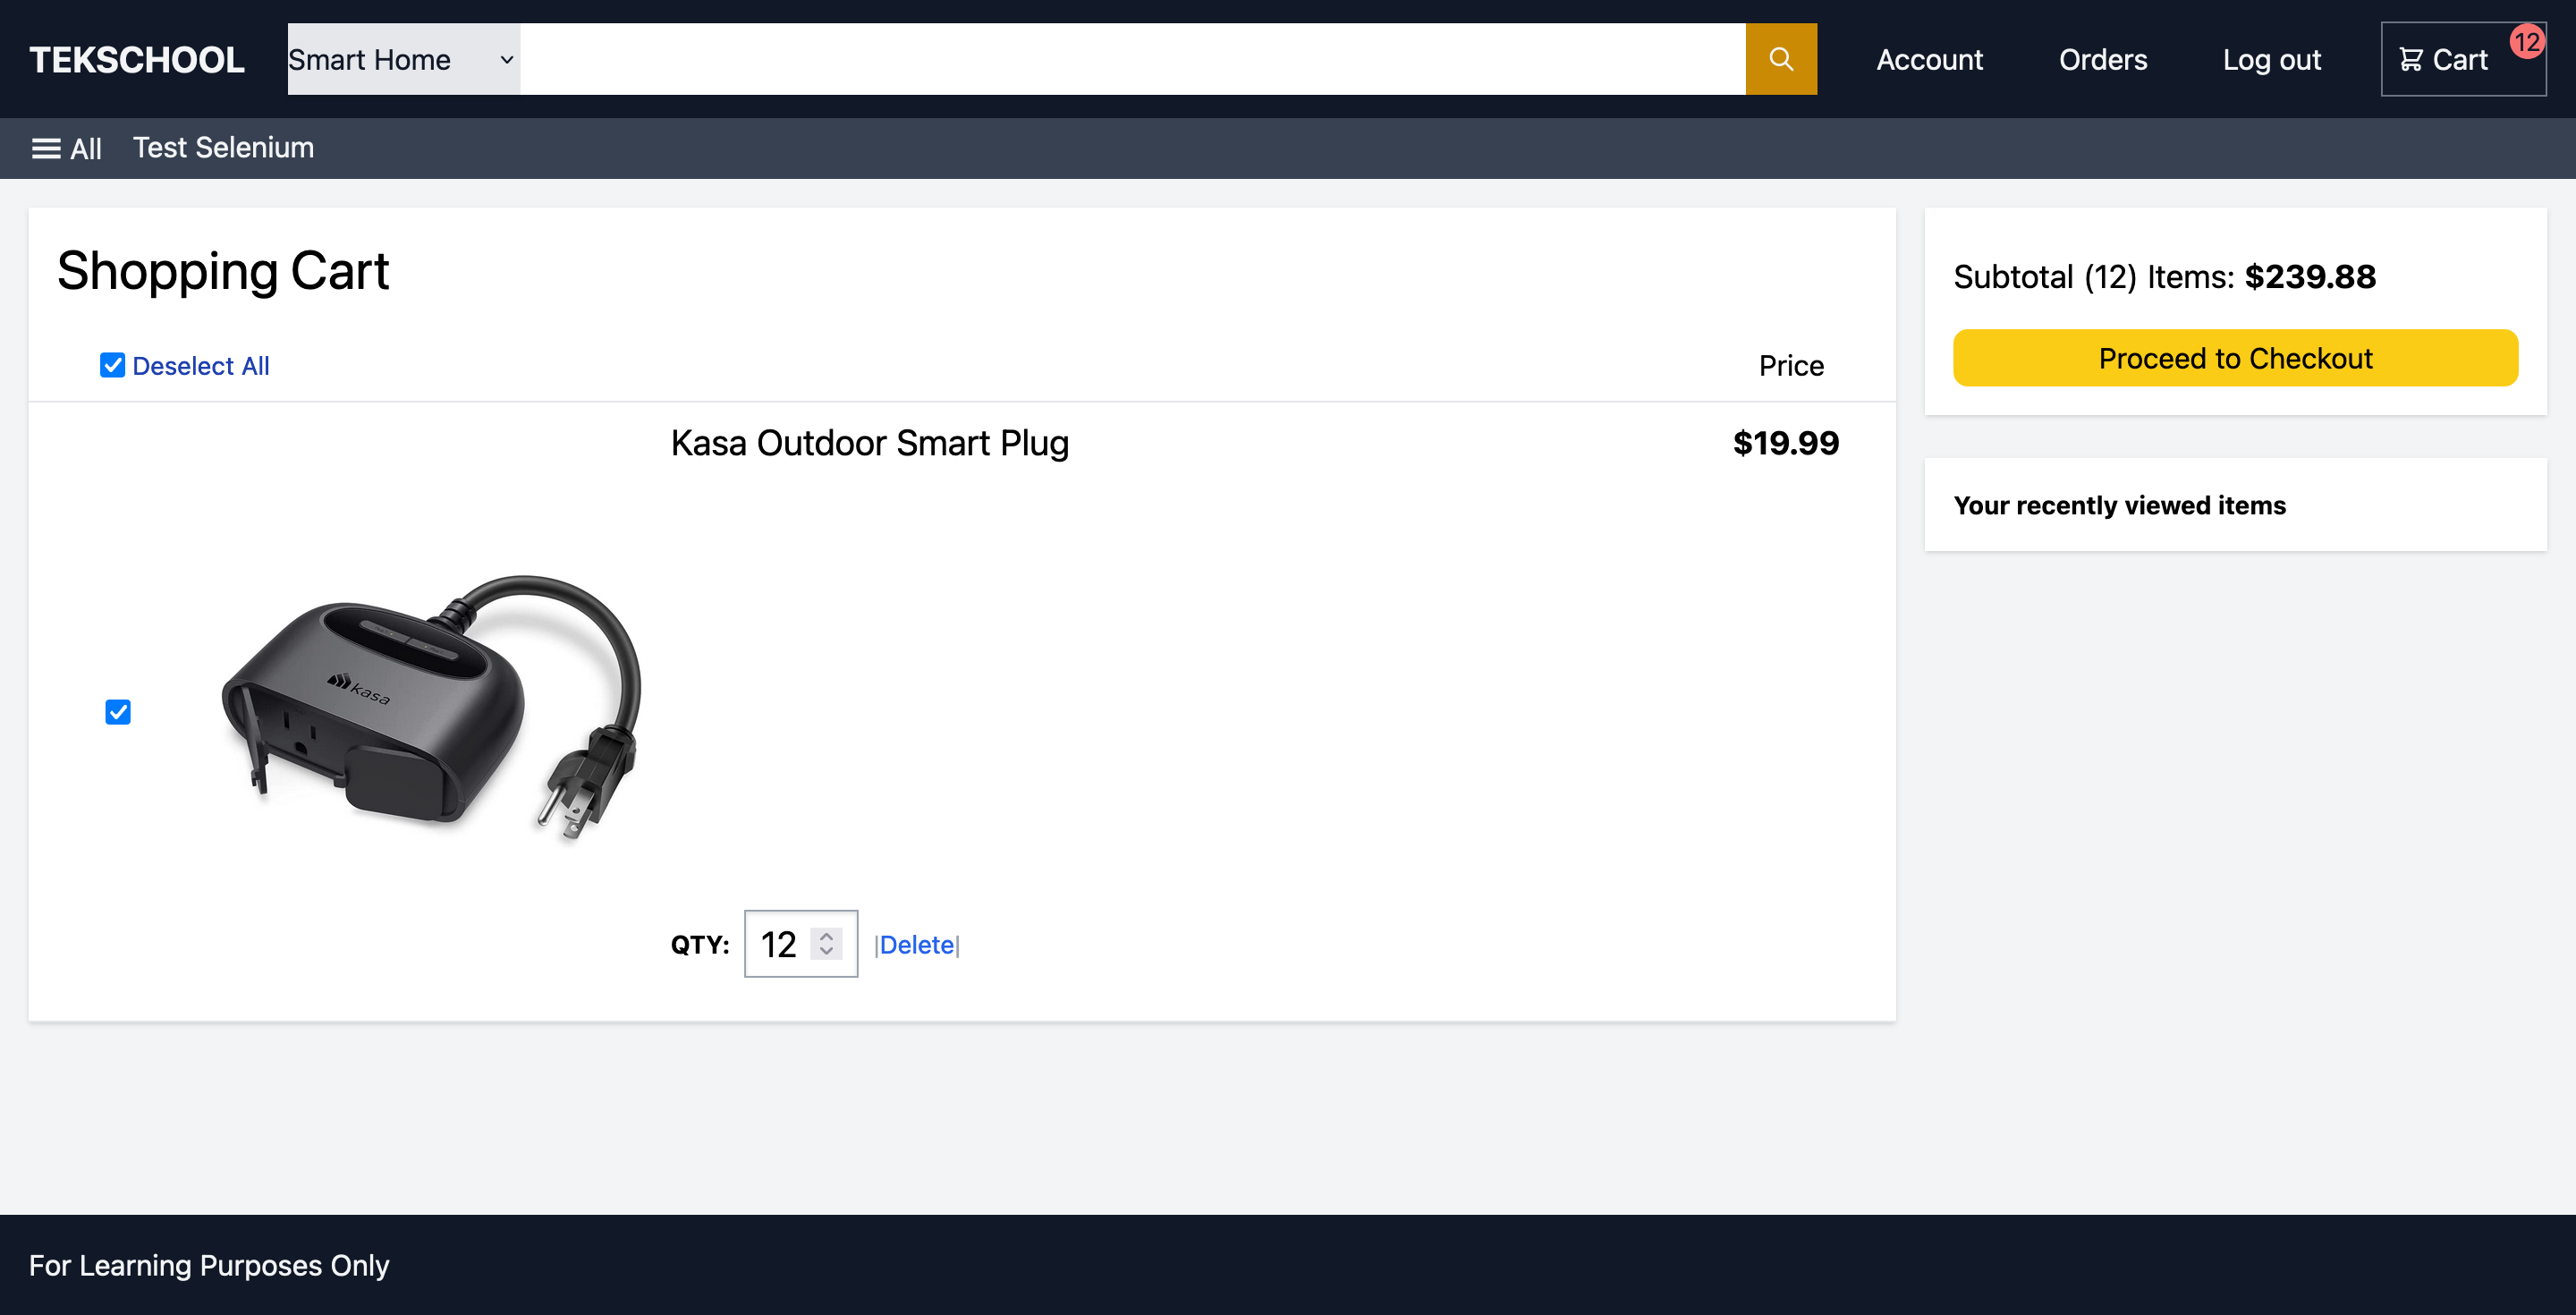 TEKSCHOOL
Smart Home
Account
Orders
Log out
Cart
12
All
Test Selenium
Shopping Cart
Deselect All
Price
Kasa Outdoor Smart Plug
$19.99
kasa
QTY:
12
|Delete|
Subtotal (12) Items: $239.88
Proceed to Checkout
Your recently viewed items
For Learning Purposes Only